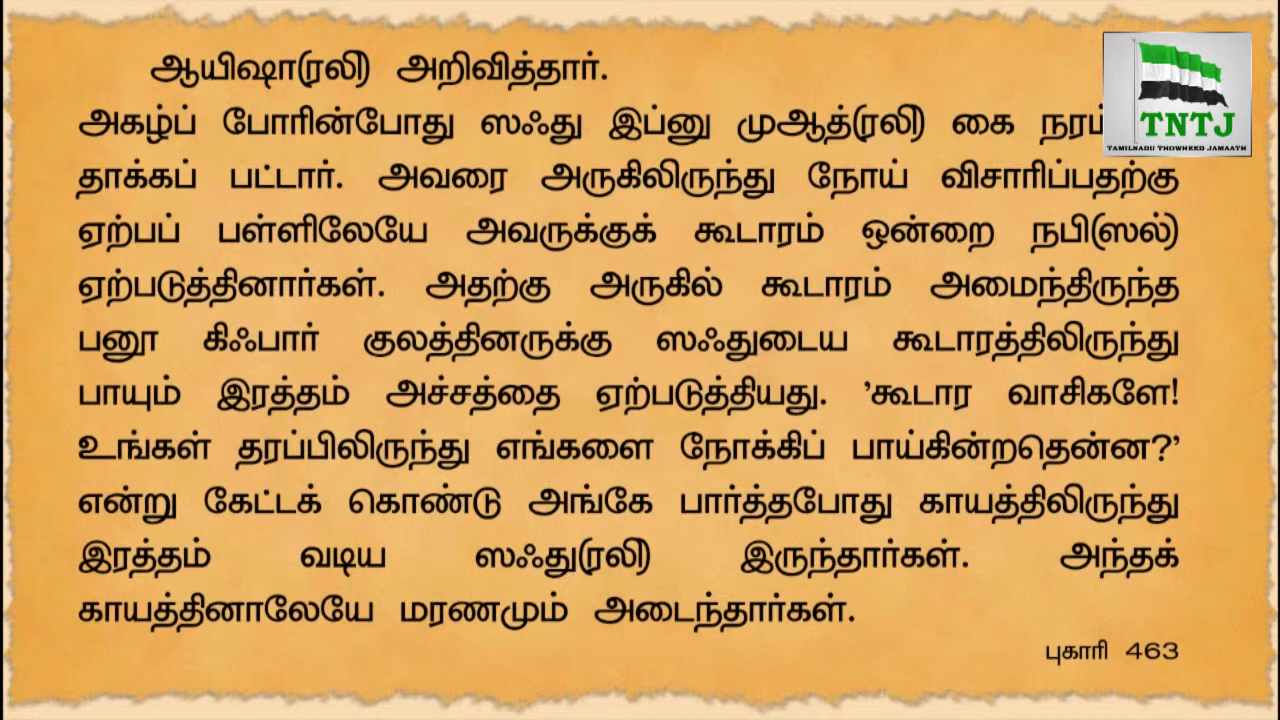 ஆயிஷா(ரலி) அறிவித்தார்.
அகழ்ப் போரின்போது ஸஃது இப்னு முஆத்(ரலி) கை
தாக்கப் பட்டார். அவரை அருகிலிருந்து நோய் விசாரிப்பதற்கு
ஏற்பப் பள்ளிலேயே அவருக்குக் கூடாரம் ஒன்றை நபி(ஸல்)
ஏற்படுத்தினார்கள். அதற்கு அருகில் கூடாரம் அமைந்திருந்த
பனூ கிஃபார் குலத்தினருக்கு ஸஃதுடைய கூடாரத்திலிருந்து
பாயும் இரத்தம் அச்சத்தை ஏற்படுத்தியது. 'கூடார வாசிகளே!
உங்கள் தரப்பிலிருந்து எங்களை நோக்கிப் பாய்கின்றதென்ன?'
என்று கேட்டக் கொண்டு அங்கே பார்த்தபோது காயத்திலிருந்து
இரத்தம் வடிய ஸஃது(ரலி) இருந்தார்கள். அந்தக்
காயத்தினாலேயே மரணமும் அடைந்தார்கள்.
புகாரி 463
TNTJ
TAMILNADU THOWHEED JAMAATH